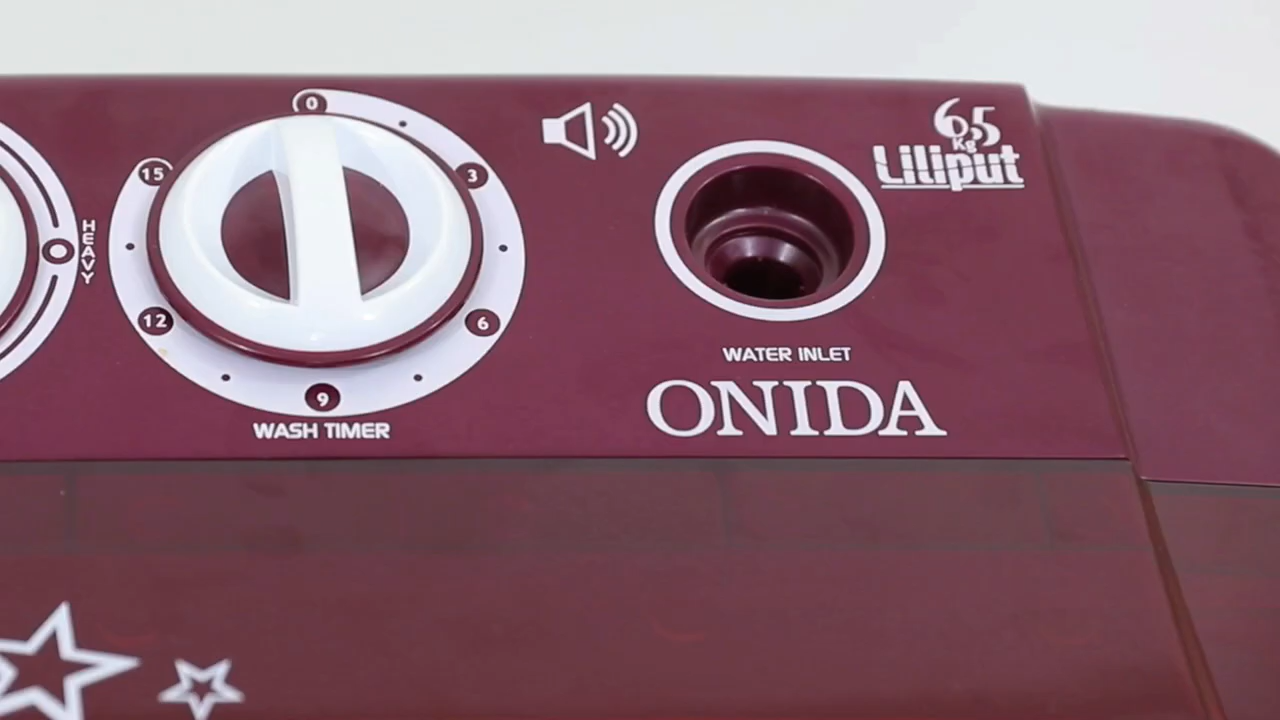 0
3
6
9
12
15
WASH TIMER
HEAVY
6.5
Kg
Liliput
WATER INLET
ONIDA